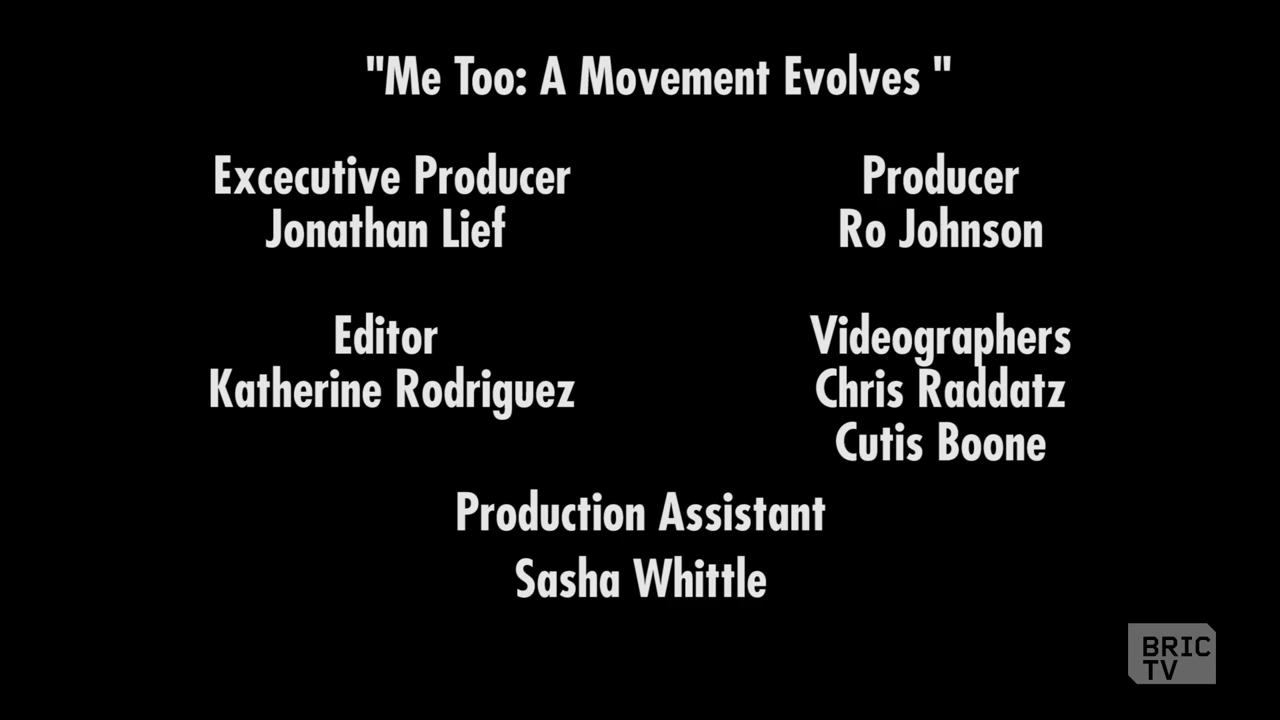 "Me Too: A Movement Evolves "
Excecutive Producer
Jonathan Lief
Producer
Ro Johnson
Editor
Katherine Rodriguez
Videographers
Chris Raddatz
Cutis Boone
Production Assistant
Sasha Whittle
BRIC
TV